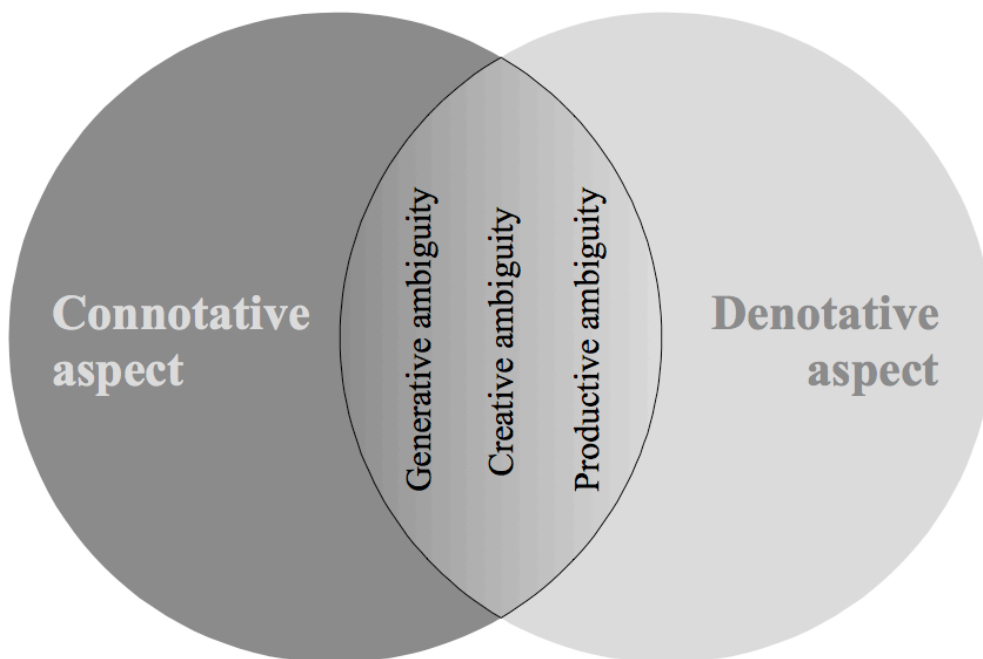 Connotative
aspect
Generative ambiguity
Creative ambiguity
Productive ambiguity
Denotative
aspect